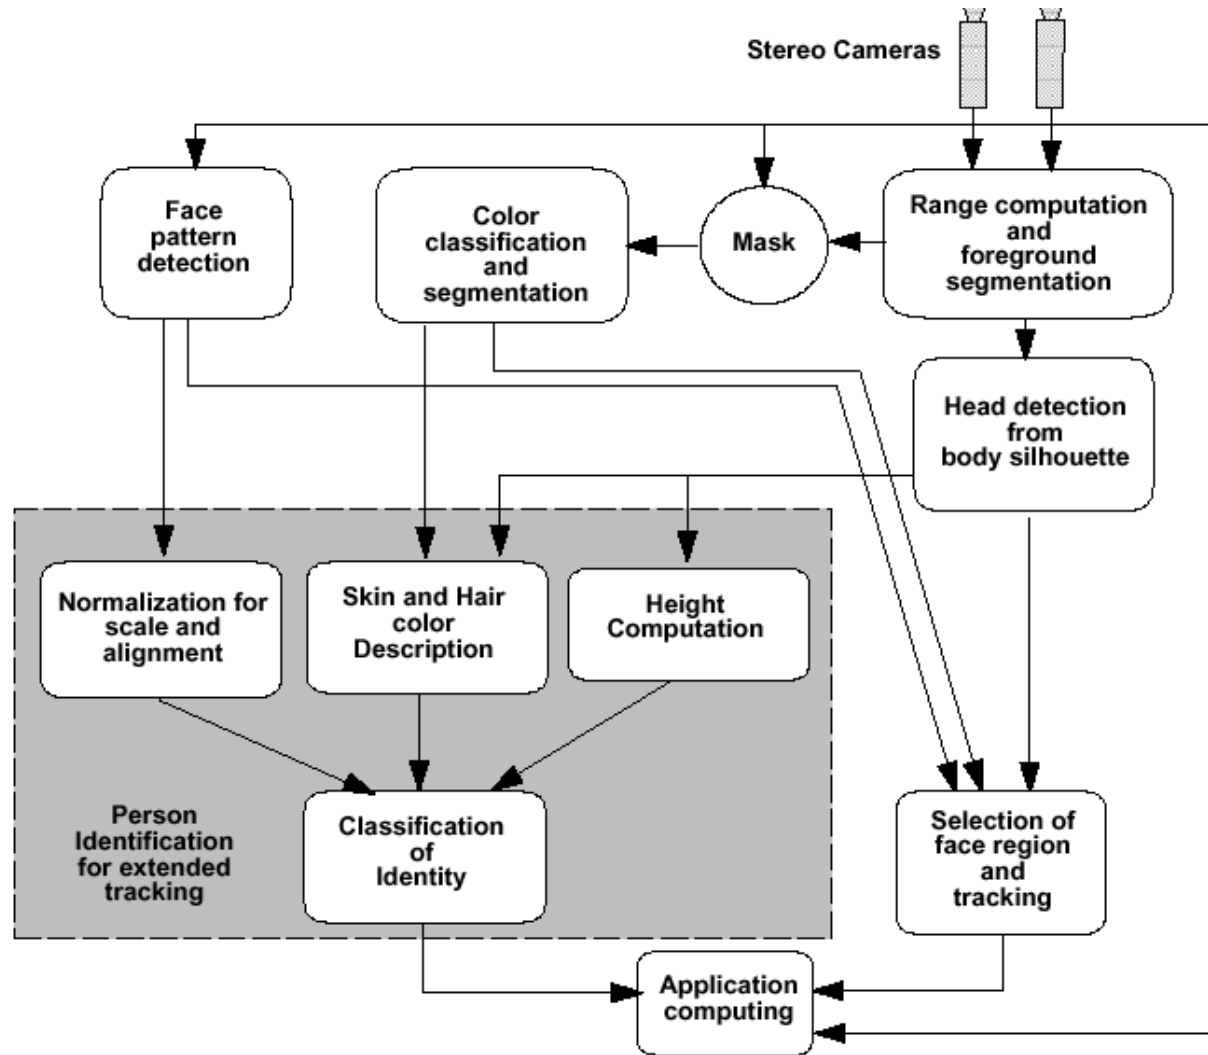 Stereo Cameras
Face
pattern
detection
Color
classification
and
segmentation
Mask
Range computation
and
foreground
segmentation
Head detection
from
body silhouette
Normalization for
scale and
alignment
Skin and Hair
color
Description
Height
Computation
Person
Identification
for extended
tracking
Classification
of
Identity
Selection of
face region
and
tracking
Application
computing